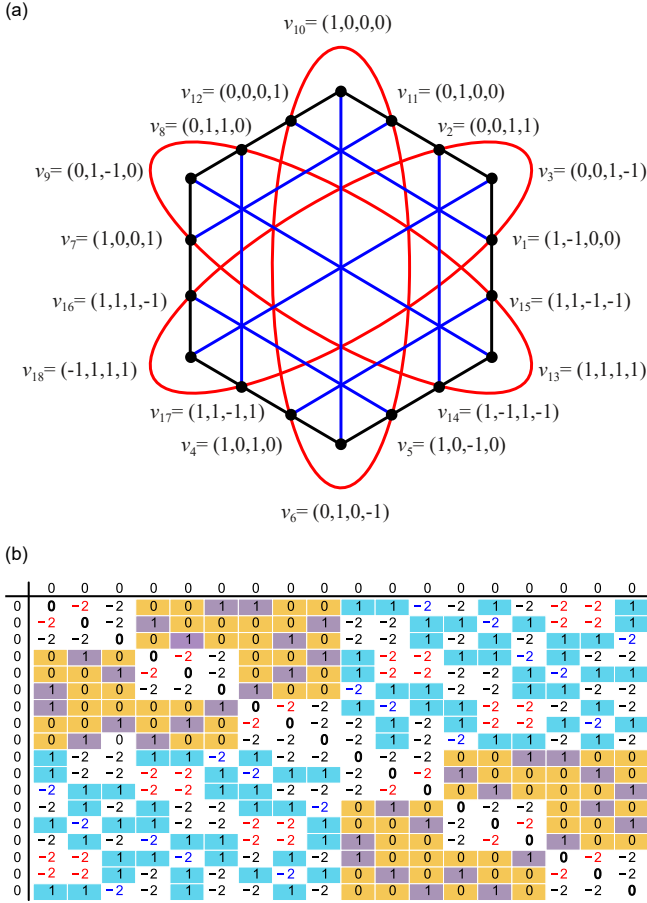 (a)
v10= (1,0,0,0)
v12= (0,0,0,1)
v11= (0,1,0,0)
v8= (0,1,1,0)
v2= (0,0,1,1)
v9= (0,1,-1,0)
v3= (0,0,1,-1)
v7= (1,0,0,1)
v1= (1,-1,0,0)
v16= (1,1,1,-1)
v15= (1,1,-1,-1)
v18= (-1,1,1,1)
v13= (1,1,1,1)
v17= (1,1,-1,1)
v14= (1,-1,1,-1)
v4= (1,0,1,0)
v5= (1,0,-1,0)
v6= (0,1,0,-1)
(b)
0 0 0 0 0 0 0 0 0 0 0 0 0 0 0 0 0 0
0 0 −2 −2 0 0 1 1 0 0 1 1 −2 −2 1 −2 −2 −2 1
0 −2 0 −2 1 0 0 0 0 1 −2 −2 1 1 −2 1 −2 −2 1
0 −2 −2 0 0 1 0 0 1 0 −2 −2 1 −2 1 −2 1 1 −2
0 0 1 0 0 −2 −2 0 0 1 1 −2 −2 1 1 −2 1 −2 −2
0 0 0 1 −2 0 −2 0 1 0 1 −2 −2 −2 −2 1 −2 1 1
0 1 0 0 −2 −2 0 1 0 0 −2 1 1 −2 −2 1 1 −2 −2
0 1 0 0 0 0 1 0 −2 −2 1 −2 1 1 −2 −2 −2 1 −2
0 0 0 1 0 1 0 −2 0 −2 −2 1 −2 1 −2 −2 1 −2 1
0 0 1 0 1 0 0 −2 −2 0 −2 1 −2 −2 1 1 −2 1 −2
0 1 −2 −2 1 1 −2 1 −2 −2 0 −2 −2 0 0 1 1 0 0
0 1 −2 −2 −2 −2 1 −2 1 1 −2 0 −2 1 0 0 0 1 0
0 −2 1 1 −2 −2 1 1 −2 −2 −2 −2 0 0 1 0 0 0 1
0 −2 1 −2 1 −2 −2 1 1 −2 0 1 0 0 −2 −2 0 1 0
0 1 −2 1 1 −2 −2 −2 −2 1 0 0 1 −2 0 −2 0 0 1
0 −2 1 −2 −2 1 1 −2 −2 1 1 0 0 −2 −2 0 1 0 0
0 −2 −2 1 1 −2 1 −2 1 −2 1 0 0 0 0 1 0 −2 −2
0 −2 −2 1 −2 1 −2 1 −2 1 0 1 0 1 0 0 −2 0 −2
0 1 1 −2 −2 1 −2 −2 1 −2 0 0 1 0 1 0 −2 −2 0